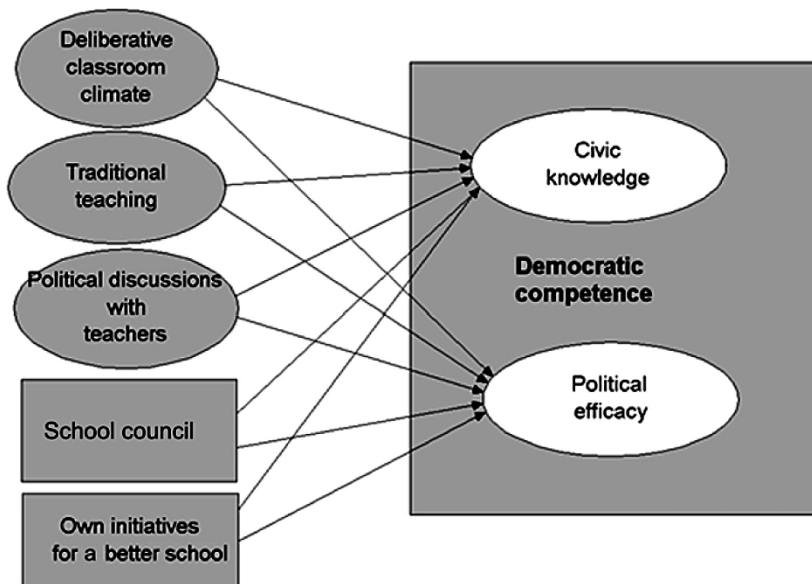 Deliberative
classroom
climate
Traditional
teaching
Political discussions
with
teachers
School council
Own initiatives
for a better school
Civic
knowledge
Democratic
competence
Political
efficacy